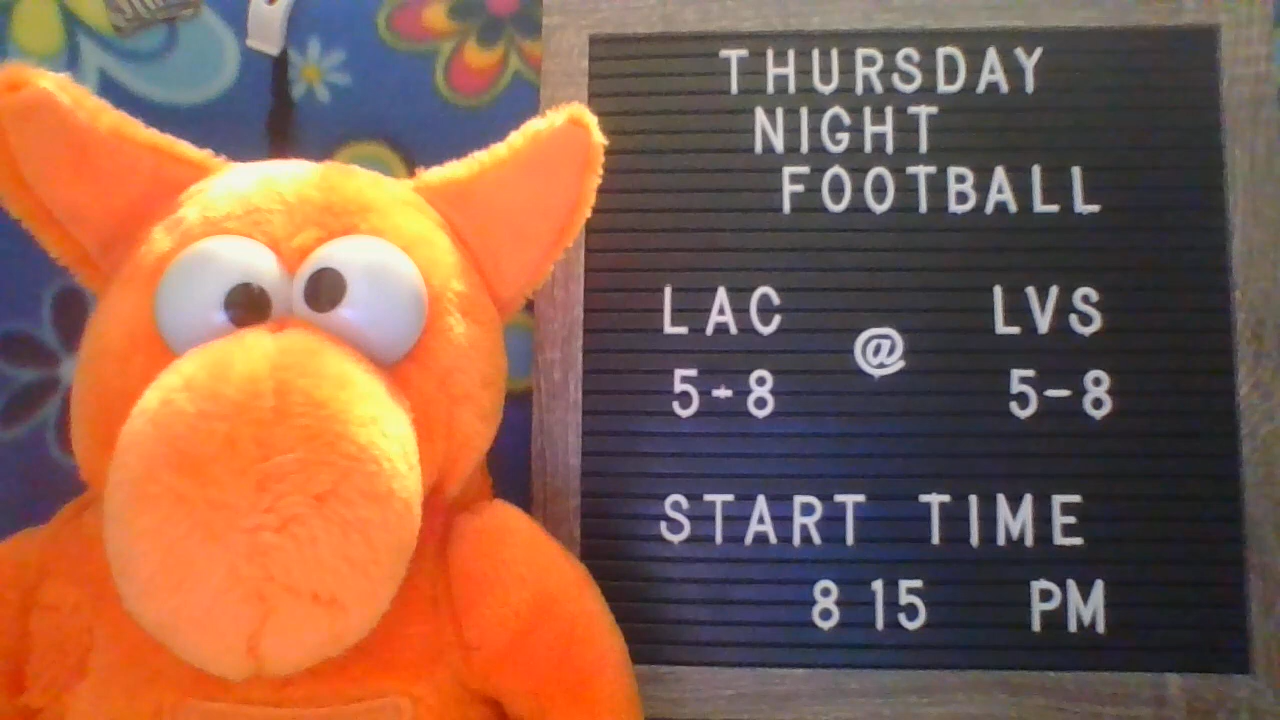 THURSDAY
NIGHT
FOOTBALL
LAC @ LVS
5-8 5-8
START TIME
8 15 PM